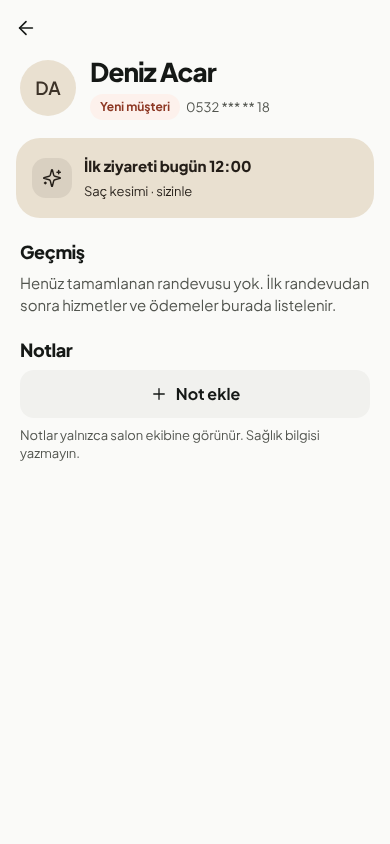 DA
Deniz Acar
Yeni müşteri
0532 *** ** 18
İlk ziyareti bugün 12:00
Saç kesimi · sizinle
Geçmiş
Henüz tamamlanan randevusu yok. İlk randevudan
sonra hizmetler ve ödemeler burada listelenir.
Notlar
+ Not ekle
Notlar yalnızca salon ekibine görünür. Sağlık bilgisi
yazmayın.